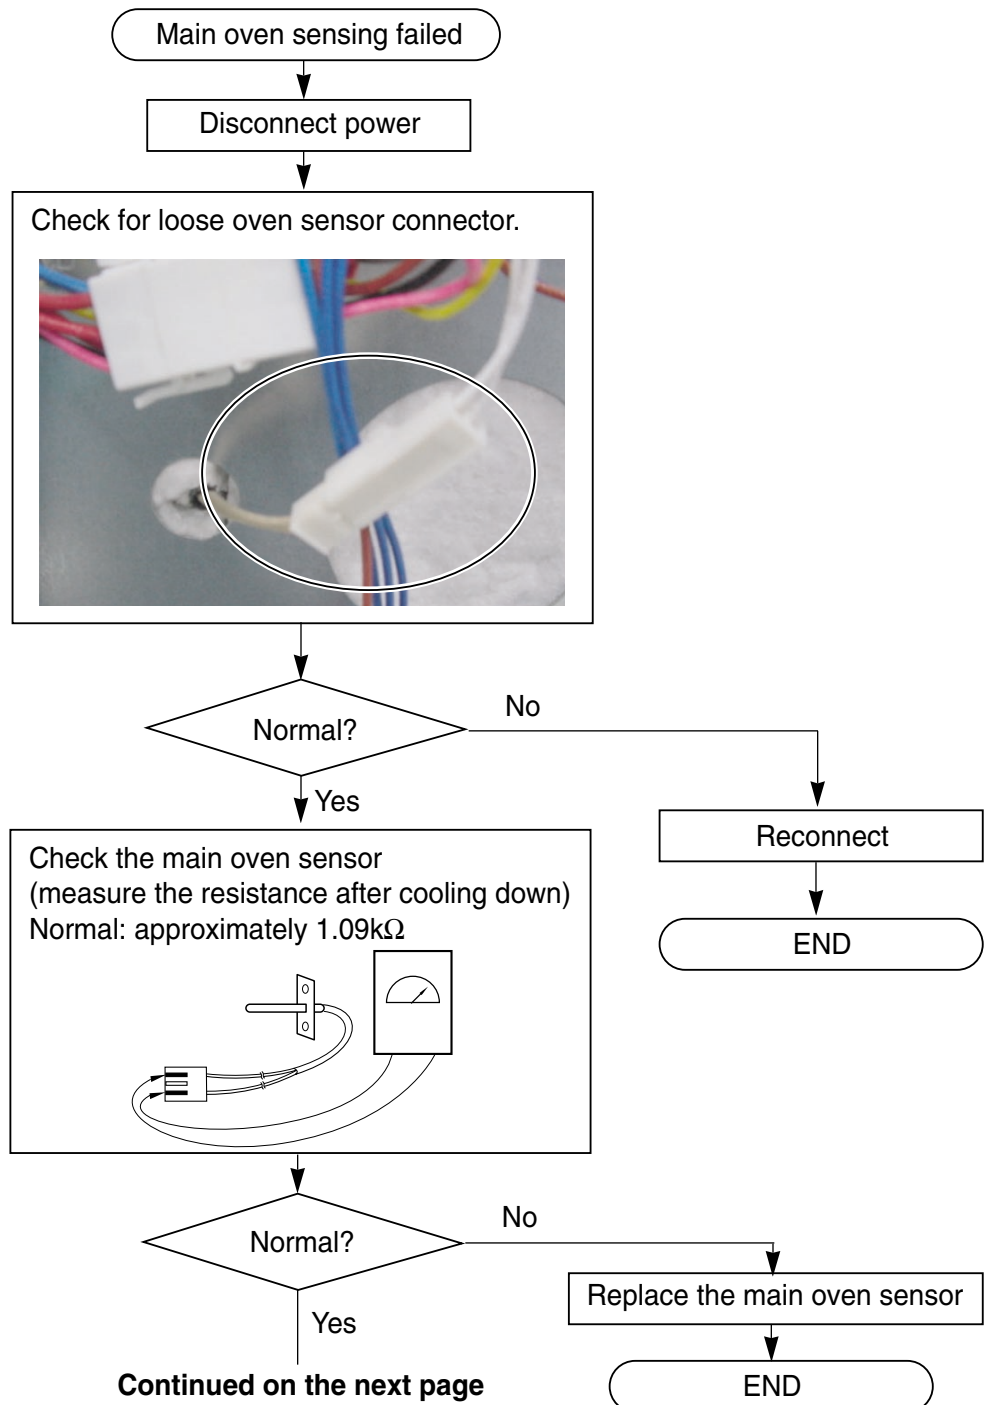 Main oven sensing failed
Disconnect power
Check for loose oven sensor connector.
Normal?
No
Yes
Reconnect
END
Check the main oven sensor
(measure the resistance after cooling down)
Normal: approximately 1.09kΩ
Normal?
No
Yes
Replace the main oven sensor
END
Continued on the next page